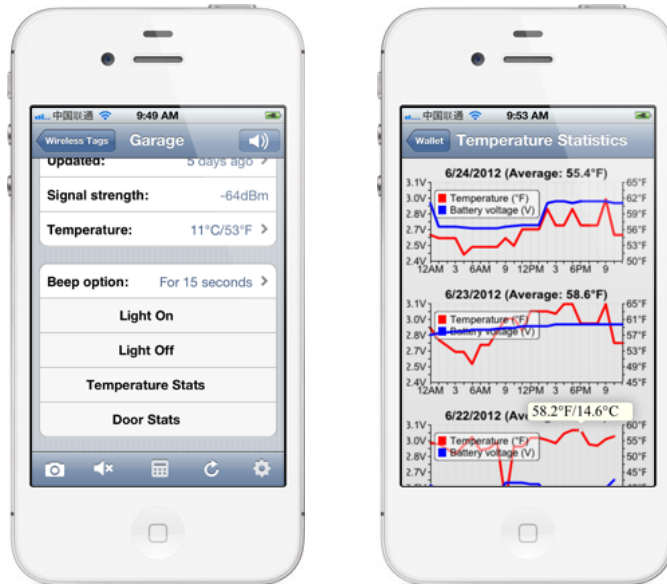 中国联通 9:49 AM
Wireless Tags Garage
Updated: 5 days ago >
Signal strength: -64dBm
Temperature: 11°C/53°F >
Beep option: For 15 seconds >
Light On
Light Off
Temperature Stats
Door Stats
中国联通 9:53 AM
Wallet Temperature Statistics
6/24/2012 (Average: 55.4°F)
3.1V 65°F
3.0V 62°F
2.8V 59°F
2.7V 56°F
2.5V 53°F
2.4V 50°F
Temperature (°F)
Battery voltage (V)
12AM 3 6AM 9 12PM 3 6PM 9
6/23/2012 (Average: 58.6°F)
3.1V 65°F
3.0V 61°F
2.8V 57°F
2.7V 53°F
2.5V 49°F
2.4V 45°F
Temperature (°F)
Battery voltage (V)
12AM 3 6AM 9 12PM 3 6PM 9
58.2°F/14.6°C
6/22/2012 (Ave
3.1V 60°F
3.0V 55°F
2.8V 50°F
2.7V 45°F
Temperature (°F)
Battery voltage (V)